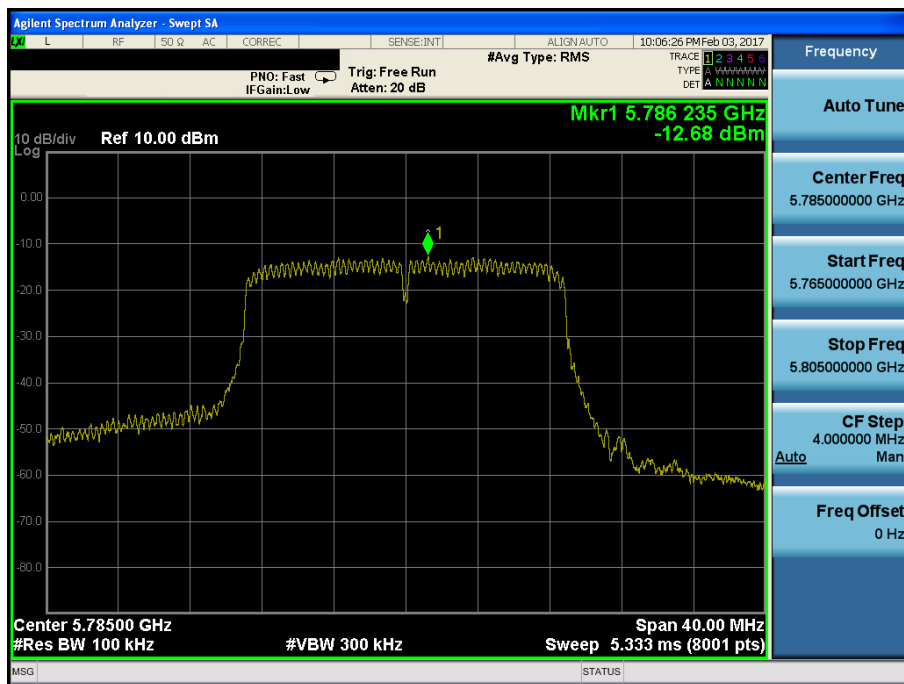 Agilent Spectrum Analyzer - Swept SA
LXI L RF 50 Ω AC CORREC SENSE:INT ALIGNAUTO 10:06:26 PMFeb 03, 2017
#Avg Type: RMS
TRACE 1 2 3 4 5 6
PNO: Fast Trig: Free Run
TYPE A WWWWW
IFGain:Low Atten: 20 dB
DET A N N N N N
Mkr1 5.786 235 GHz
-12.68 dBm
10 dB/div Ref 10.00 dBm
Log
0.00
1
-10.0
-20.0
-30.0
-40.0
-50.0
-60.0
-70.0
-80.0
Center 5.78500 GHz Span 40.00 MHz
#Res BW 100 kHz #VBW 300 kHz Sweep 5.333 ms (8001 pts)
MSG STATUS
Frequency
Auto Tune
Center Freq
5.785000000 GHz
Start Freq
5.765000000 GHz
Stop Freq
5.805000000 GHz
CF Step
4.000000 MHz
Auto Man
Freq Offset
0 Hz